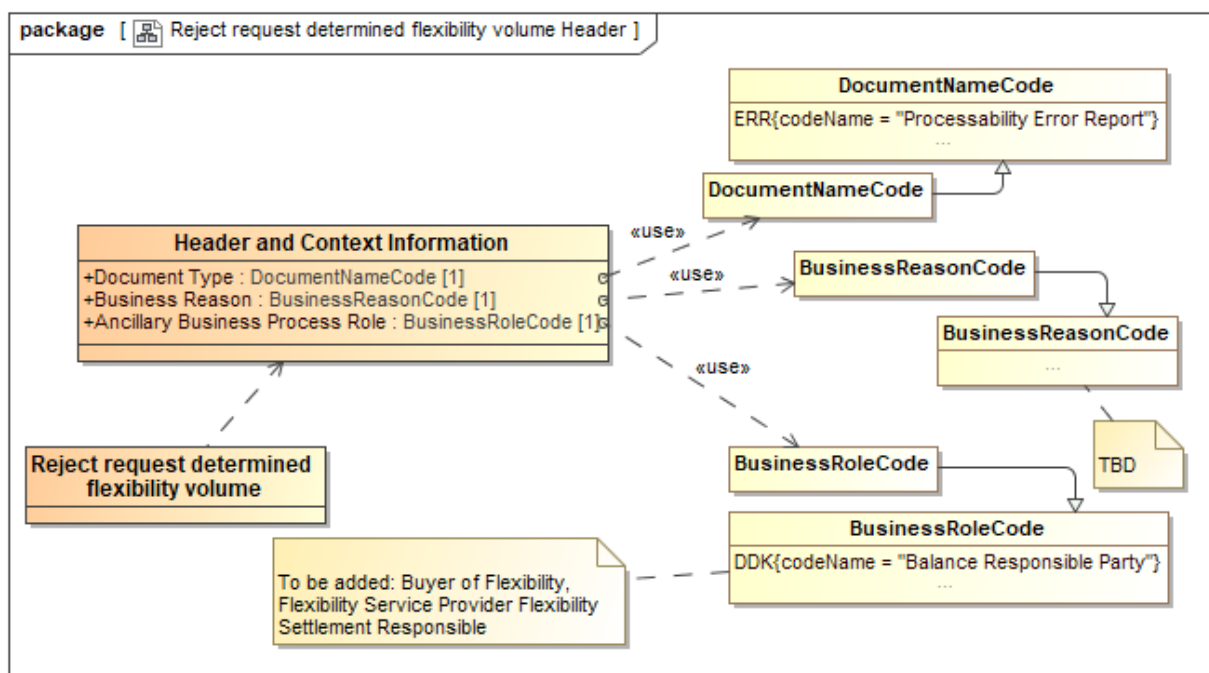 package [ Reject request determined flexibility volume Header ]
DocumentNameCode
ERR{codeName = "Processability Error Report"}
...
DocumentNameCode
«use»
Header and Context Information
+Document Type : DocumentNameCode [1]
+Business Reason : BusinessReasonCode [1]
+Ancillary Business Process Role : BusinessRoleCode [1]
«use»
BusinessReasonCode
BusinessReasonCode
...
«use»
TBD
Reject request determined
flexibility volume
BusinessRoleCode
BusinessRoleCode
DDK{codeName = "Balance Responsible Party"}
...
To be added: Buyer of Flexibility,
Flexibility Service Provider Flexibility
Settlement Responsible